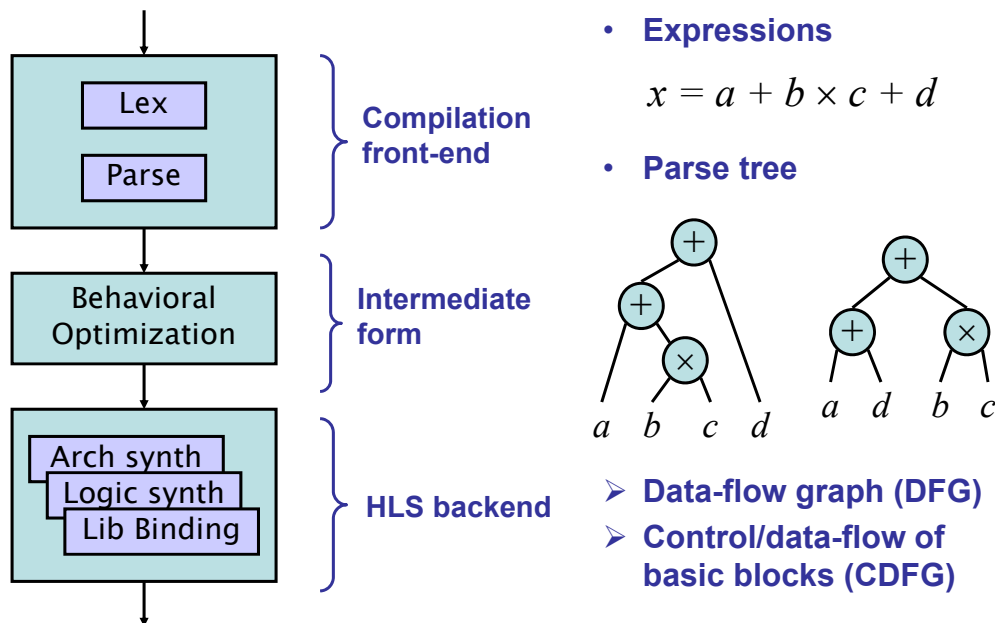 Lex
Parse
Compilation
front-end
Behavioral
Optimization
Intermediate
form
Arch synth
Logic synth
Lib Binding
HLS backend
• Expressions
x = a + b × c + d
• Parse tree
+
+
×
a b c d
+
+ ×
a d b c
➢ Data-flow graph (DFG)
➢ Control/data-flow of
basic blocks (CDFG)